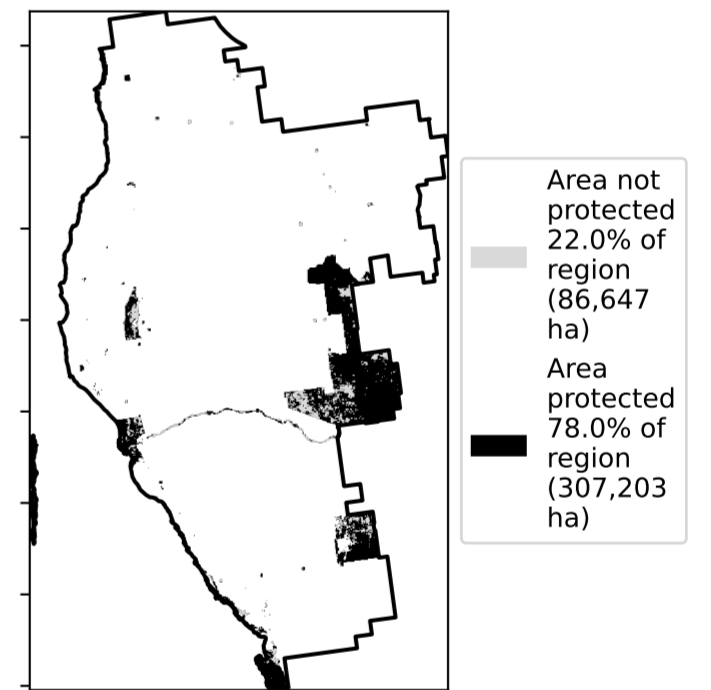 Area not
protected
22.0% of
region
(86,647
ha)
Area
protected
78.0% of
region
(307,203
ha)